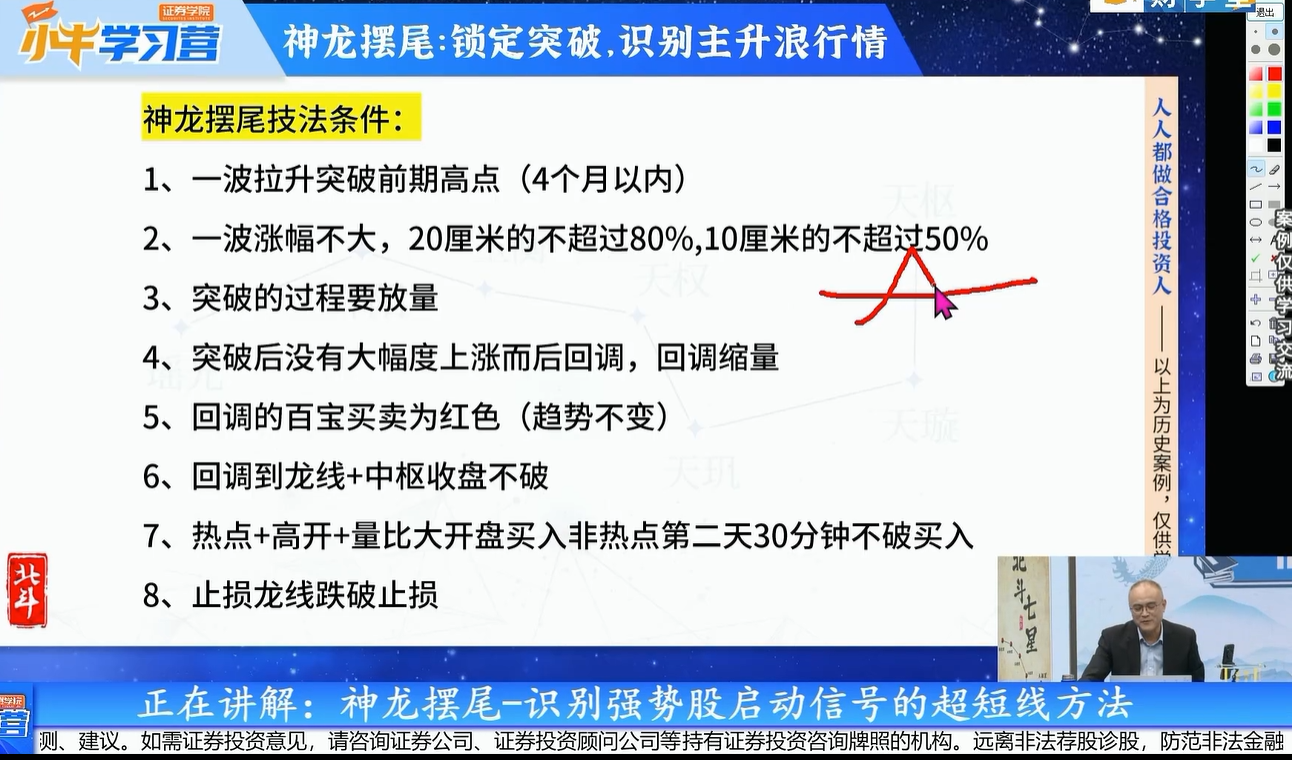 证券学院
小牛学习营
神龙摆尾:锁定突破,识别主升浪行情
退出
神龙摆尾技法条件：
1、一波拉升突破前期高点（4个月以内）
2、一波涨幅不大，20厘米的不超过80%,10厘米的不超过50%
3、突破的过程要放量
4、突破后没有大幅度上涨而后回调，回调缩量
5、回调的百宝买卖为红色（趋势不变）
6、回调到龙线+中枢收盘不破
7、热点+高开+量比大开盘买入非热点第二天30分钟不破买入
8、止损龙线跌破止损
天枢
天权
天璇
天玑
人人都做合格投资人——以上为历史案例，仅供学
案例仅供学习交流
北斗
北斗七星
正在讲解：神龙摆尾-识别强势股启动信号的超短线方法
营
测、建议。如需证券投资意见，请咨询证券公司、证券投资顾问公司等持有证券投资咨询牌照的机构。远离非法荐股诊股，防范非法金融